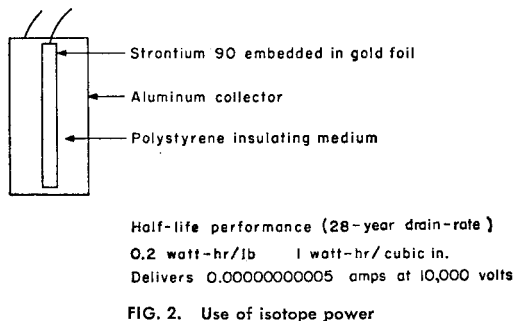 Strontium 90 embedded in gold foil
Aluminum collector
Polystyrene insulating medium
Half-life performance (28-year drain-rate)
0.2 watt-hr/lb 1 watt-hr/cubic in.
Delivers 0.00000000005 amps at 10,000 volts
FIG. 2. Use of isotope power